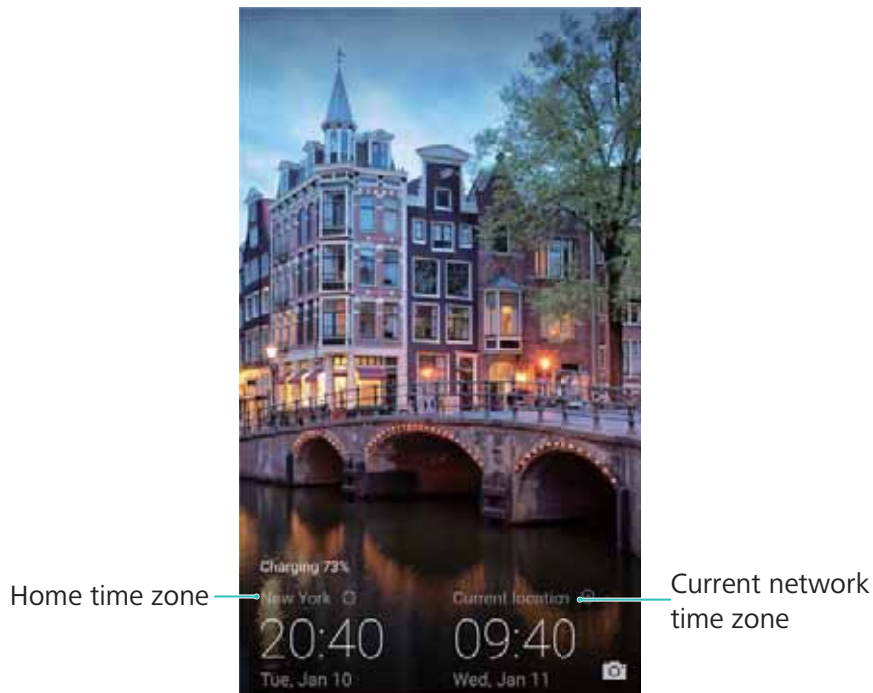 Charging 73%
Home time zone
New York
Current location
Current network
time zone
20:40
09:40
Tue, Jan 10
Wed, Jan 11